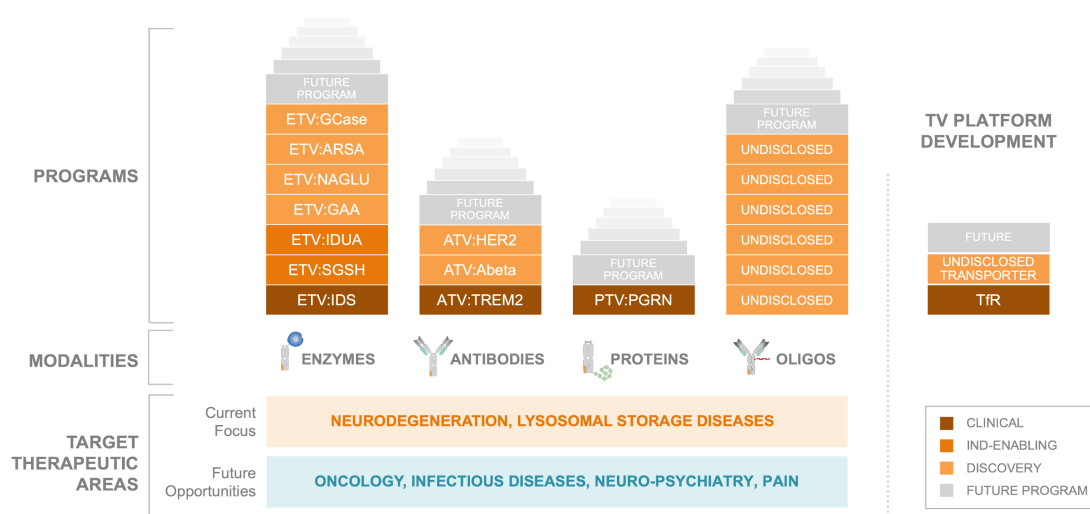 PROGRAMS
FUTURE
PROGRAM
ETV:GCase
ETV:ARSA
ETV:NAGLU
ETV:GAA
ETV:IDUA
ETV:SGSH
ETV:IDS
FUTURE
PROGRAM
ATV:HER2
ATV:Abeta
ATV:TREM2
FUTURE
PROGRAM
PTV:PGRN
FUTURE
PROGRAM
UNDISCLOSED
UNDISCLOSED
UNDISCLOSED
UNDISCLOSED
UNDISCLOSED
UNDISCLOSED
TV PLATFORM
DEVELOPMENT
FUTURE
UNDISCLOSED
TRANSPORTER
TfR
MODALITIES
ENZYMES
ANTIBODIES
PROTEINS
OLIGOS
TARGET
THERAPEUTIC
AREAS
Current
Focus
NEURODEGENERATION, LYSOSOMAL STORAGE DISEASES
Future
Opportunities
ONCOLOGY, INFECTIOUS DISEASES, NEURO-PSYCHIATRY, PAIN
CLINICAL
IND-ENABLING
DISCOVERY
FUTURE PROGRAM